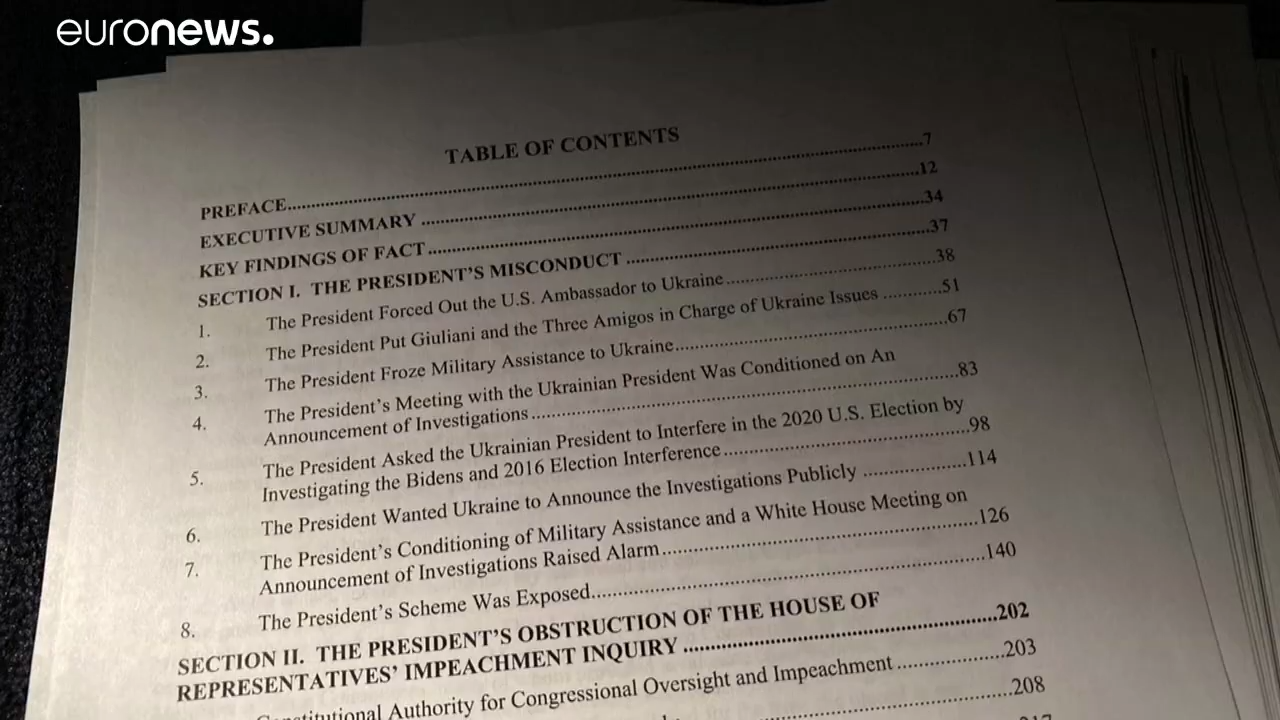 euronews.
TABLE OF CONTENTS
PREFACE....................7
EXECUTIVE SUMMARY ....................12
KEY FINDINGS OF FACT....................34
SECTION I. THE PRESIDENT'S MISCONDUCT ....................37
1. The President Forced Out the U.S. Ambassador to Ukraine....................38
2. The President Put Giuliani and the Three Amigos in Charge of Ukraine Issues ...........51
3. The President Froze Military Assistance to Ukraine....................67
4. The President's Meeting with the Ukrainian President Was Conditioned on An
Announcement of Investigations....................83
5. The President Asked the Ukrainian President to Interfere in the 2020 U.S. Election by
Investigating the Bidens and 2016 Election Interference....................98
6. The President Wanted Ukraine to Announce the Investigations Publicly ....................114
7. The President's Conditioning of Military Assistance and a White House Meeting on
Announcement of Investigations Raised Alarm....................126
8. The President's Scheme Was Exposed....................140
SECTION II. THE PRESIDENT'S OBSTRUCTION OF THE HOUSE OF
REPRESENTATIVES' IMPEACHMENT INQUIRY ....................202
Authority for Congressional Oversight and Impeachment....................203
....................208